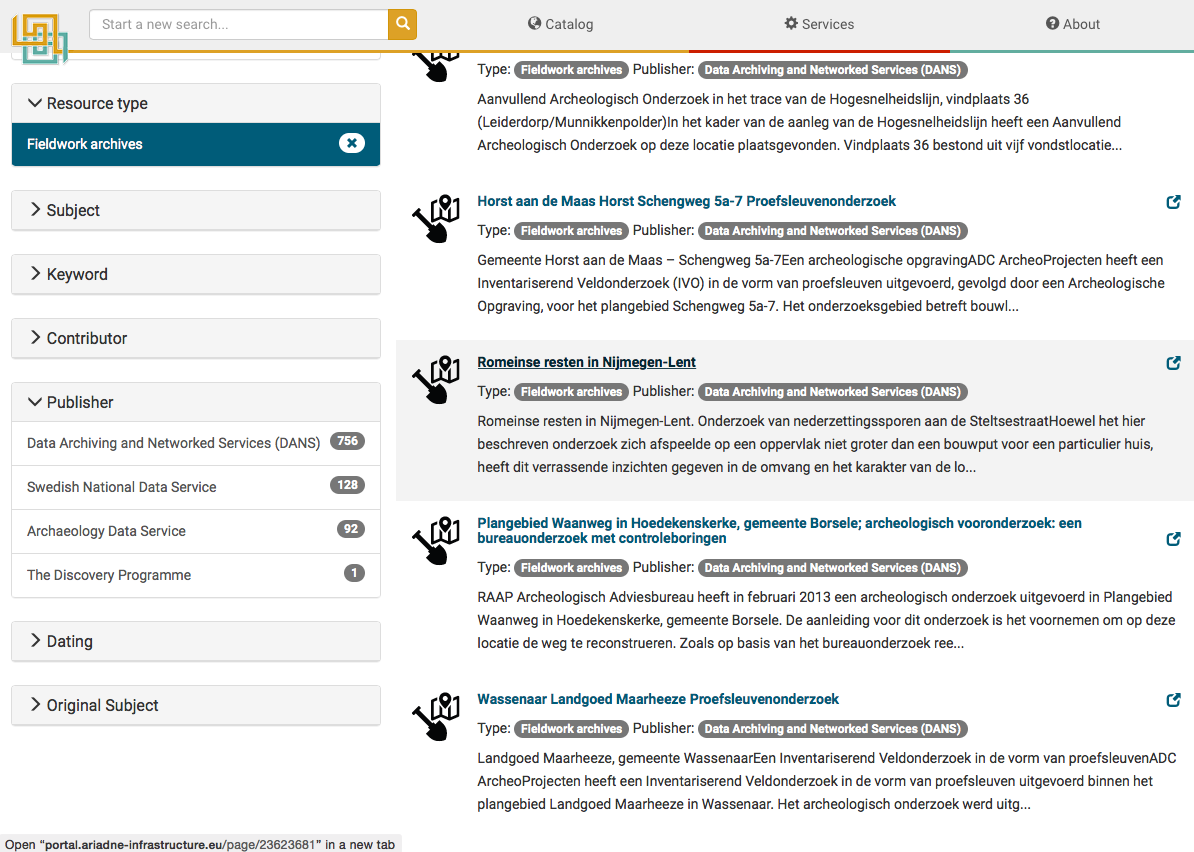 Start a new search...
Catalog
Services
About
Resource type
Fieldwork archives
Subject
Keyword
Contributor
Publisher
Data Archiving and Networked Services (DANS) 756
Swedish National Data Service 128
Archaeology Data Service 92
The Discovery Programme 1
Dating
Original Subject
Type: Fieldwork archives Publisher: Data Archiving and Networked Services (DANS)
Aanvullend Archeologisch Onderzoek in het trace van de Hogesnelheidslijn, vindplaats 36
(Leiderdorp/Munnikkenpolder)In het kader van de aanleg van de Hogesnelheidslijn heeft een Aanvullend
Archeologisch Onderzoek op deze locatie plaatsgevonden. Vindplaats 36 bestond uit vijf vondstlocatie...
Horst aan de Maas Horst Schengweg 5a-7 Proefsleuvenonderzoek
Type: Fieldwork archives Publisher: Data Archiving and Networked Services (DANS)
Gemeente Horst aan de Maas – Schengweg 5a-7Een archeologische opgravingADC ArcheoProjecten heeft een
Inventariserend Veldonderzoek (IVO) in de vorm van proefsleuven uitgevoerd, gevolgd door een Archeologische
Opgraving, voor het plangebied Schengweg 5a-7. Het onderzoeksgebied betreft bouwl...
Romeinse resten in Nijmegen-Lent
Type: Fieldwork archives Publisher: Data Archiving and Networked Services (DANS)
Romeinse resten in Nijmegen-Lent. Onderzoek van nederzettingssporen aan de SteltsestraatHoewel het hier
beschreven onderzoek zich afspeelde op een oppervlak niet groter dan een bouwput voor een particulier huis,
heeft dit verrassende inzichten gegeven in de omvang en het karakter van de lo...
Plangebied Waanweg in Hoedekenskerke, gemeente Borsele; archeologisch vooronderzoek: een
bureauonderzoek met controleboringen
Type: Fieldwork archives Publisher: Data Archiving and Networked Services (DANS)
RAAP Archeologisch Adviesbureau heeft in februari 2013 een archeologisch onderzoek uitgevoerd in Plangebied
Waanweg in Hoedekenskerke, gemeente Borsele. De aanleiding voor dit onderzoek is het voornemen om op deze
locatie de weg te reconstrueren. Zoals op basis van het bureauonderzoek ree...
Wassenaar Landgoed Maarheeze Proefsleuvenonderzoek
Type: Fieldwork archives Publisher: Data Archiving and Networked Services (DANS)
Landgoed Maarheeze, gemeente WassenaarEen Inventariserend Veldonderzoek in de vorm van proefsleuvenADC
ArcheoProjecten heeft een Inventariserend Veldonderzoek in de vorm van proefsleuven uitgevoerd binnen het
plangebied Landgoed Maarheeze in Wassenaar. Het archeologisch onderzoek werd uitg...
Open "portal.ariadne-infrastructure.eu/page/23623681" in a new tab